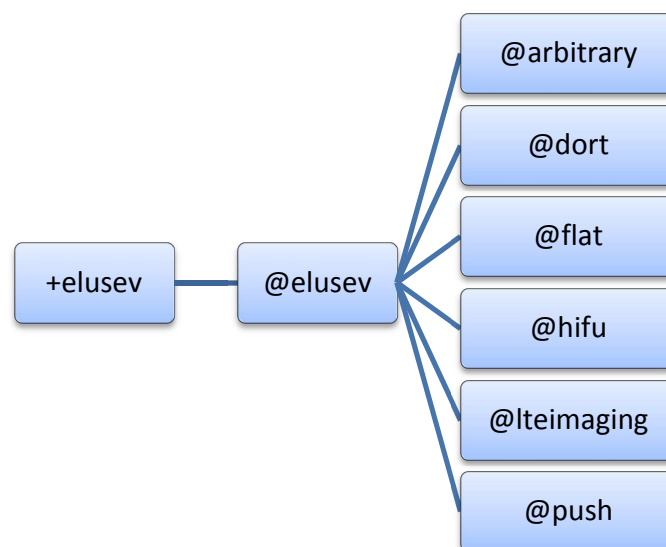 +elusev
@elusev
@arbitrary
@dort
@flat
@hifu
@lteimaging
@push